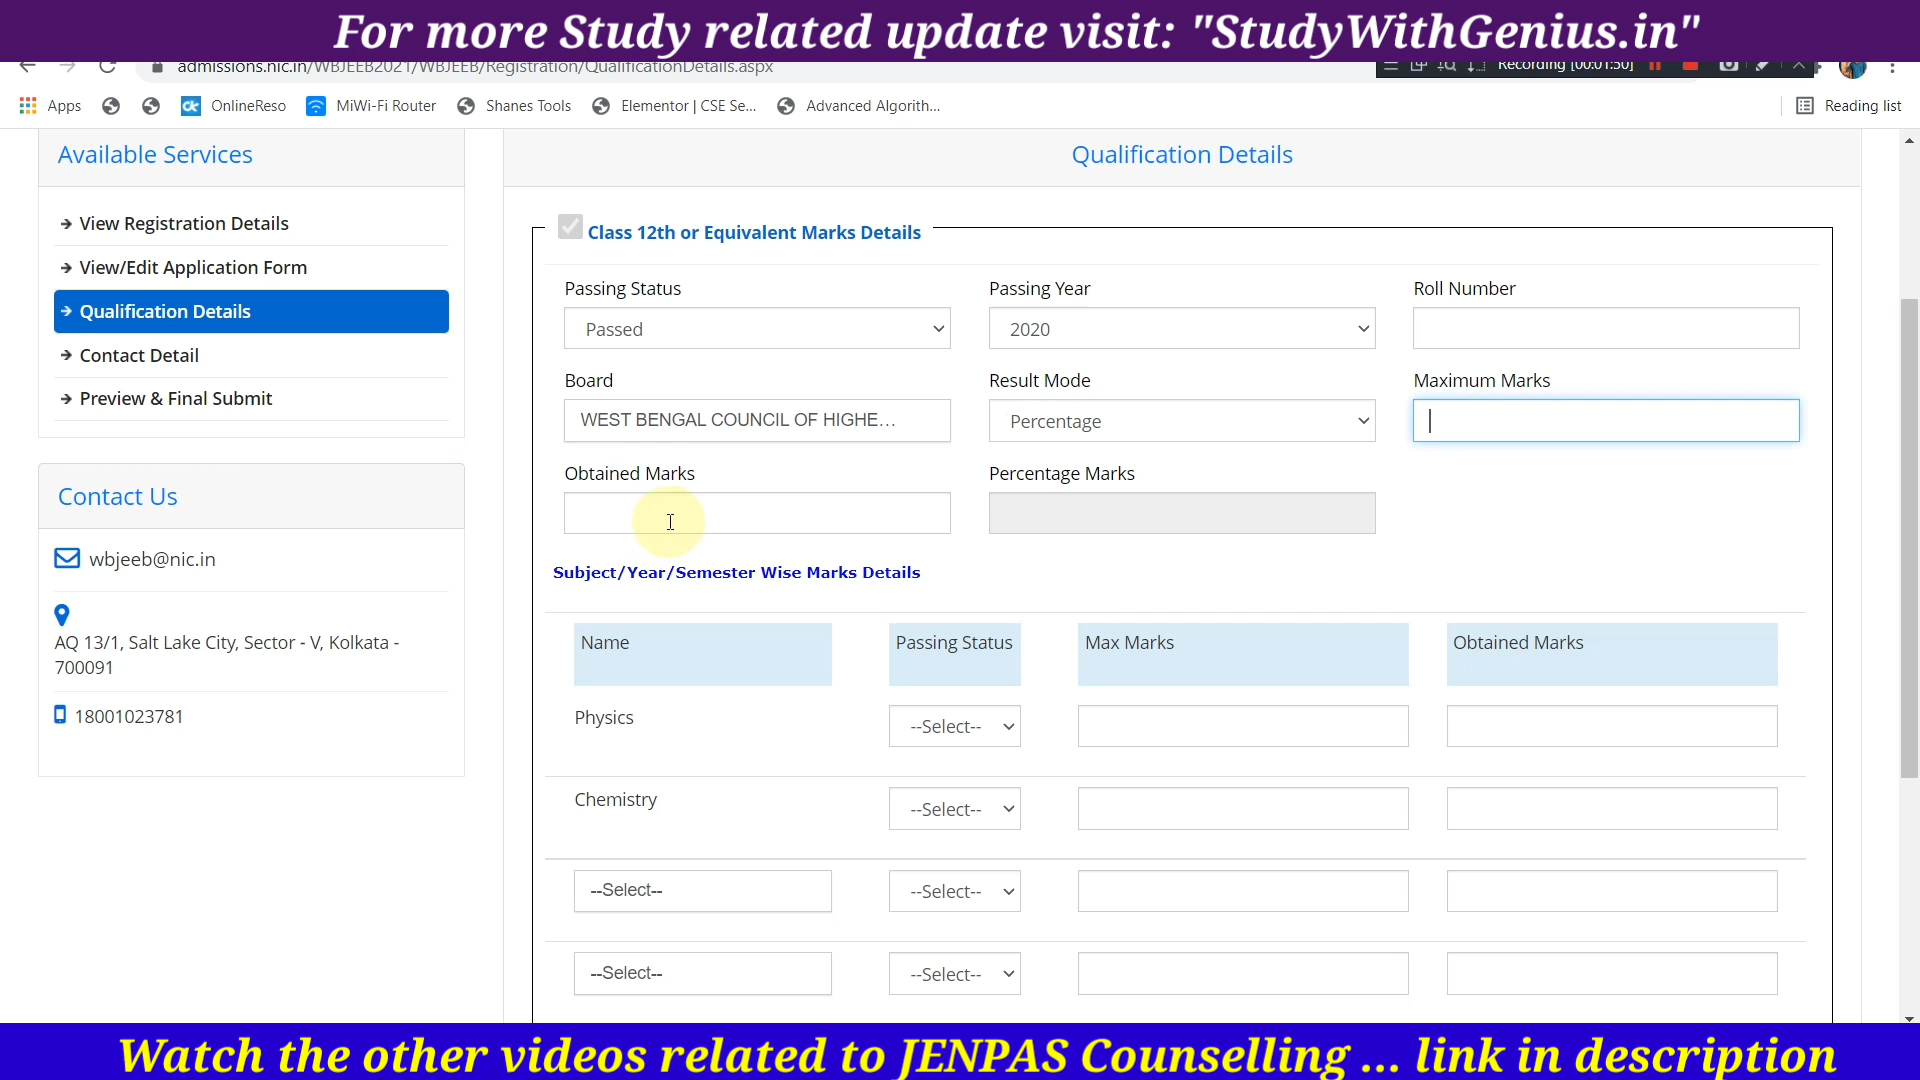 For more Study related update visit: "StudyWithGenius.in"
admissions.nic.in/WBJEEB2021/WBJEEB/Registration/QualificationDetails.aspx
Recording [00:01:50]
Apps OnlineReso MiWi-Fi Router Shanes Tools Elementor | CSE Se... Advanced Algorith... Reading list
Available Services
Qualification Details
View Registration Details
View/Edit Application Form
Qualification Details
Contact Detail
Preview & Final Submit
Contact Us
wbjeeb@nic.in
AQ 13/1, Salt Lake City, Sector - V, Kolkata -
700091
18001023781
Class 12th or Equivalent Marks Details
Passing Status Passing Year Roll Number
Passed 2020
Board Result Mode Maximum Marks
WEST BENGAL COUNCIL OF HIGHE... Percentage
Obtained Marks Percentage Marks
Subject/Year/Semester Wise Marks Details
Name Passing Status Max Marks Obtained Marks
Physics --Select--
Chemistry --Select--
--Select-- --Select--
--Select-- --Select--
Watch the other videos related to JENPAS Counselling ... link in description